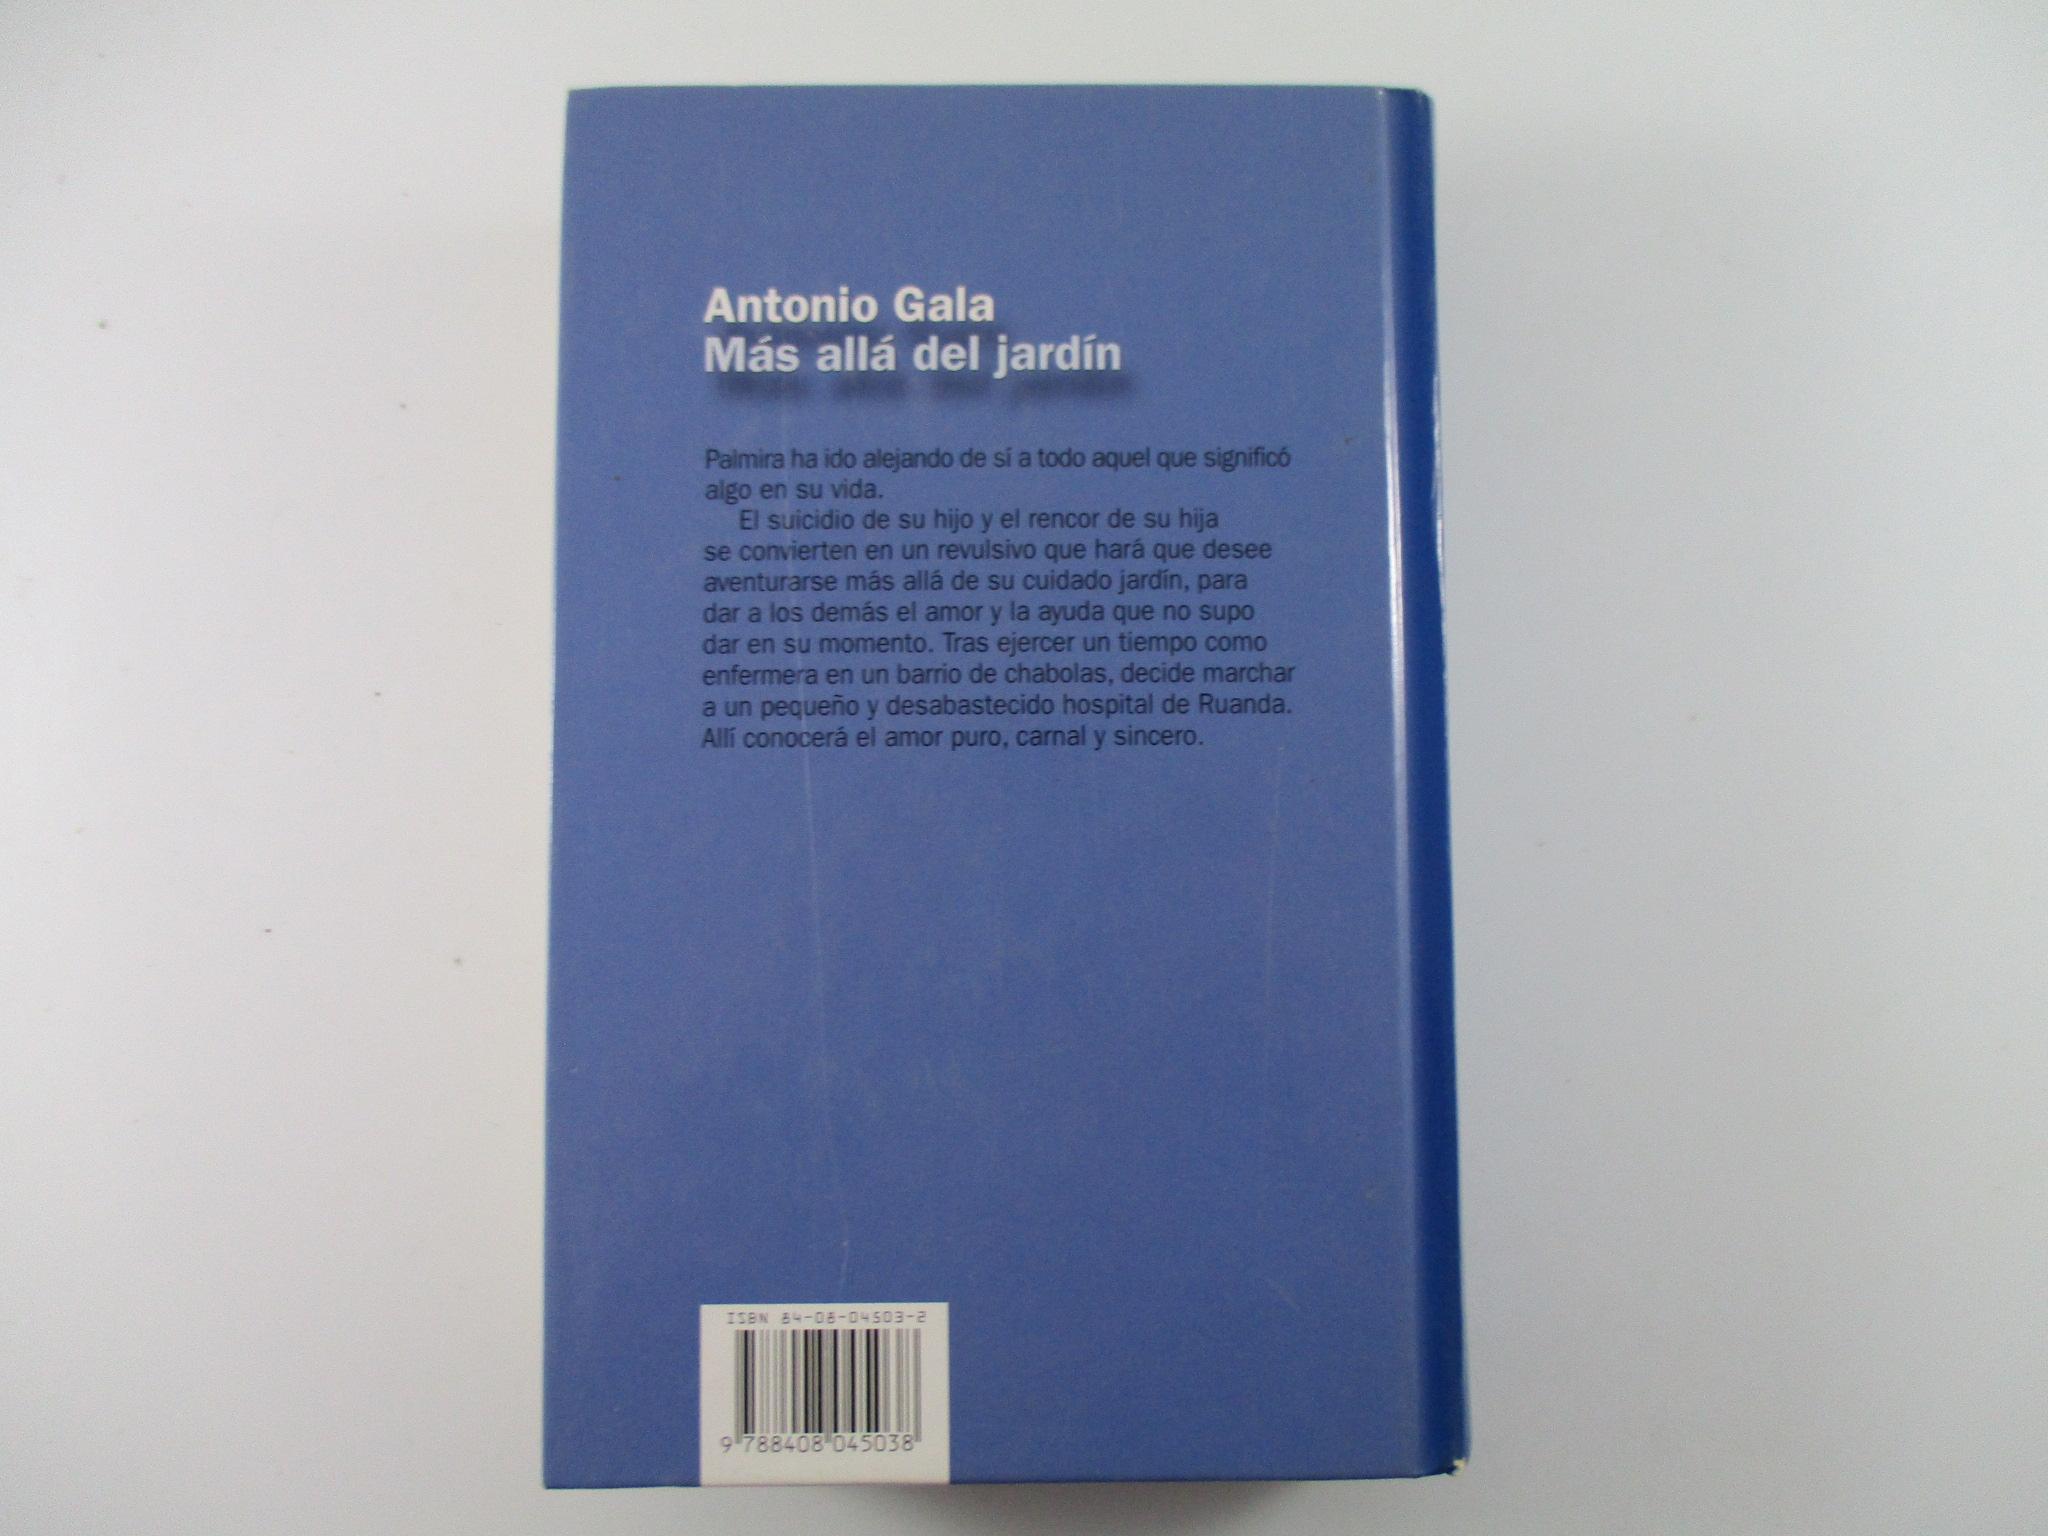 Antonio Gala
Más allá del jardín
Palmira ha ido alejando de sí a todo aquel que significó
algo en su vida.
El suicidio de su hijo y el rencor de su hija
se convierten en un revulsivo que hará que desee
aventurarse más allá de su cuidado jardín, para
dar a los demás el amor y la ayuda que no supo
dar en su momento. Tras ejercer un tiempo como
enfermera en un barrio de chabolas, decide marchar
a un pequeño y desabastecido hospital de Ruanda.
Allí conocerá el amor puro, carnal y sincero.
ISBN 84-08-04503-2
9 788408 045038